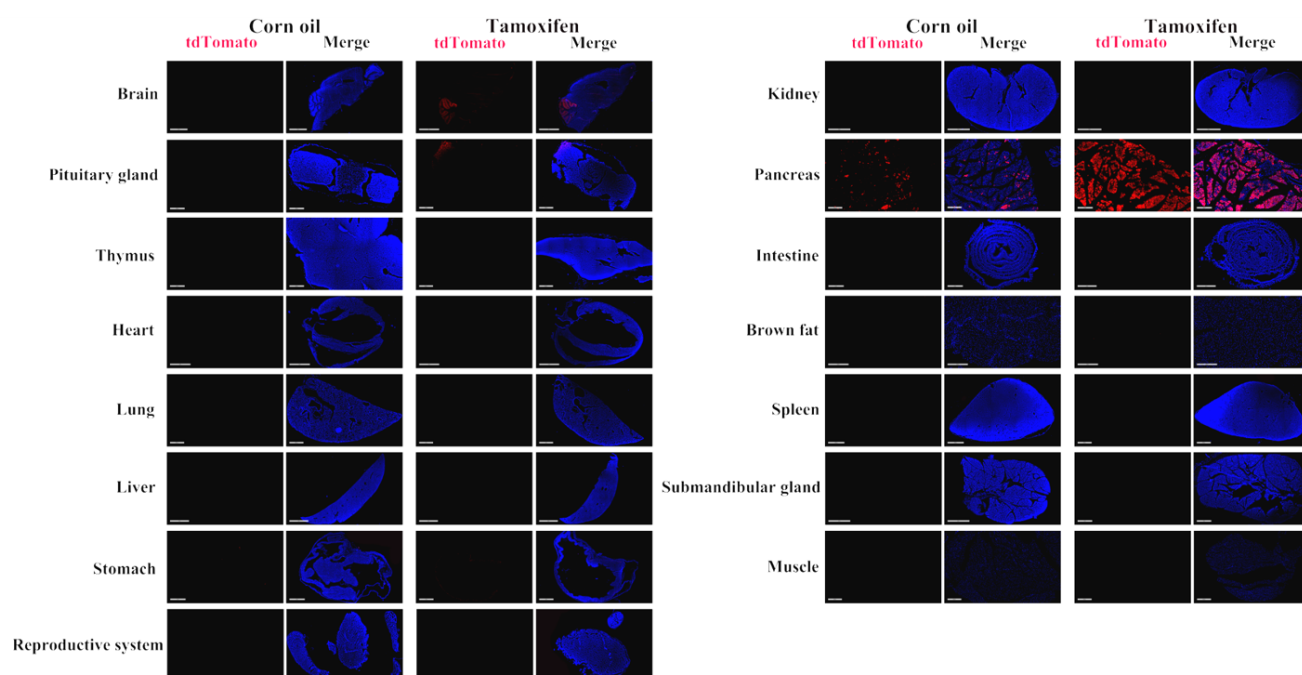 Corn oil Tamoxifen
tdTomato Merge tdTomato Merge
Brain
Pituitary gland
Thymus
Heart
Lung
Liver
Stomach
Reproductive system
Corn oil Tamoxifen
tdTomato Merge tdTomato Merge
Kidney
Pancreas
Intestine
Brown fat
Spleen
Submandibular gland
Muscle